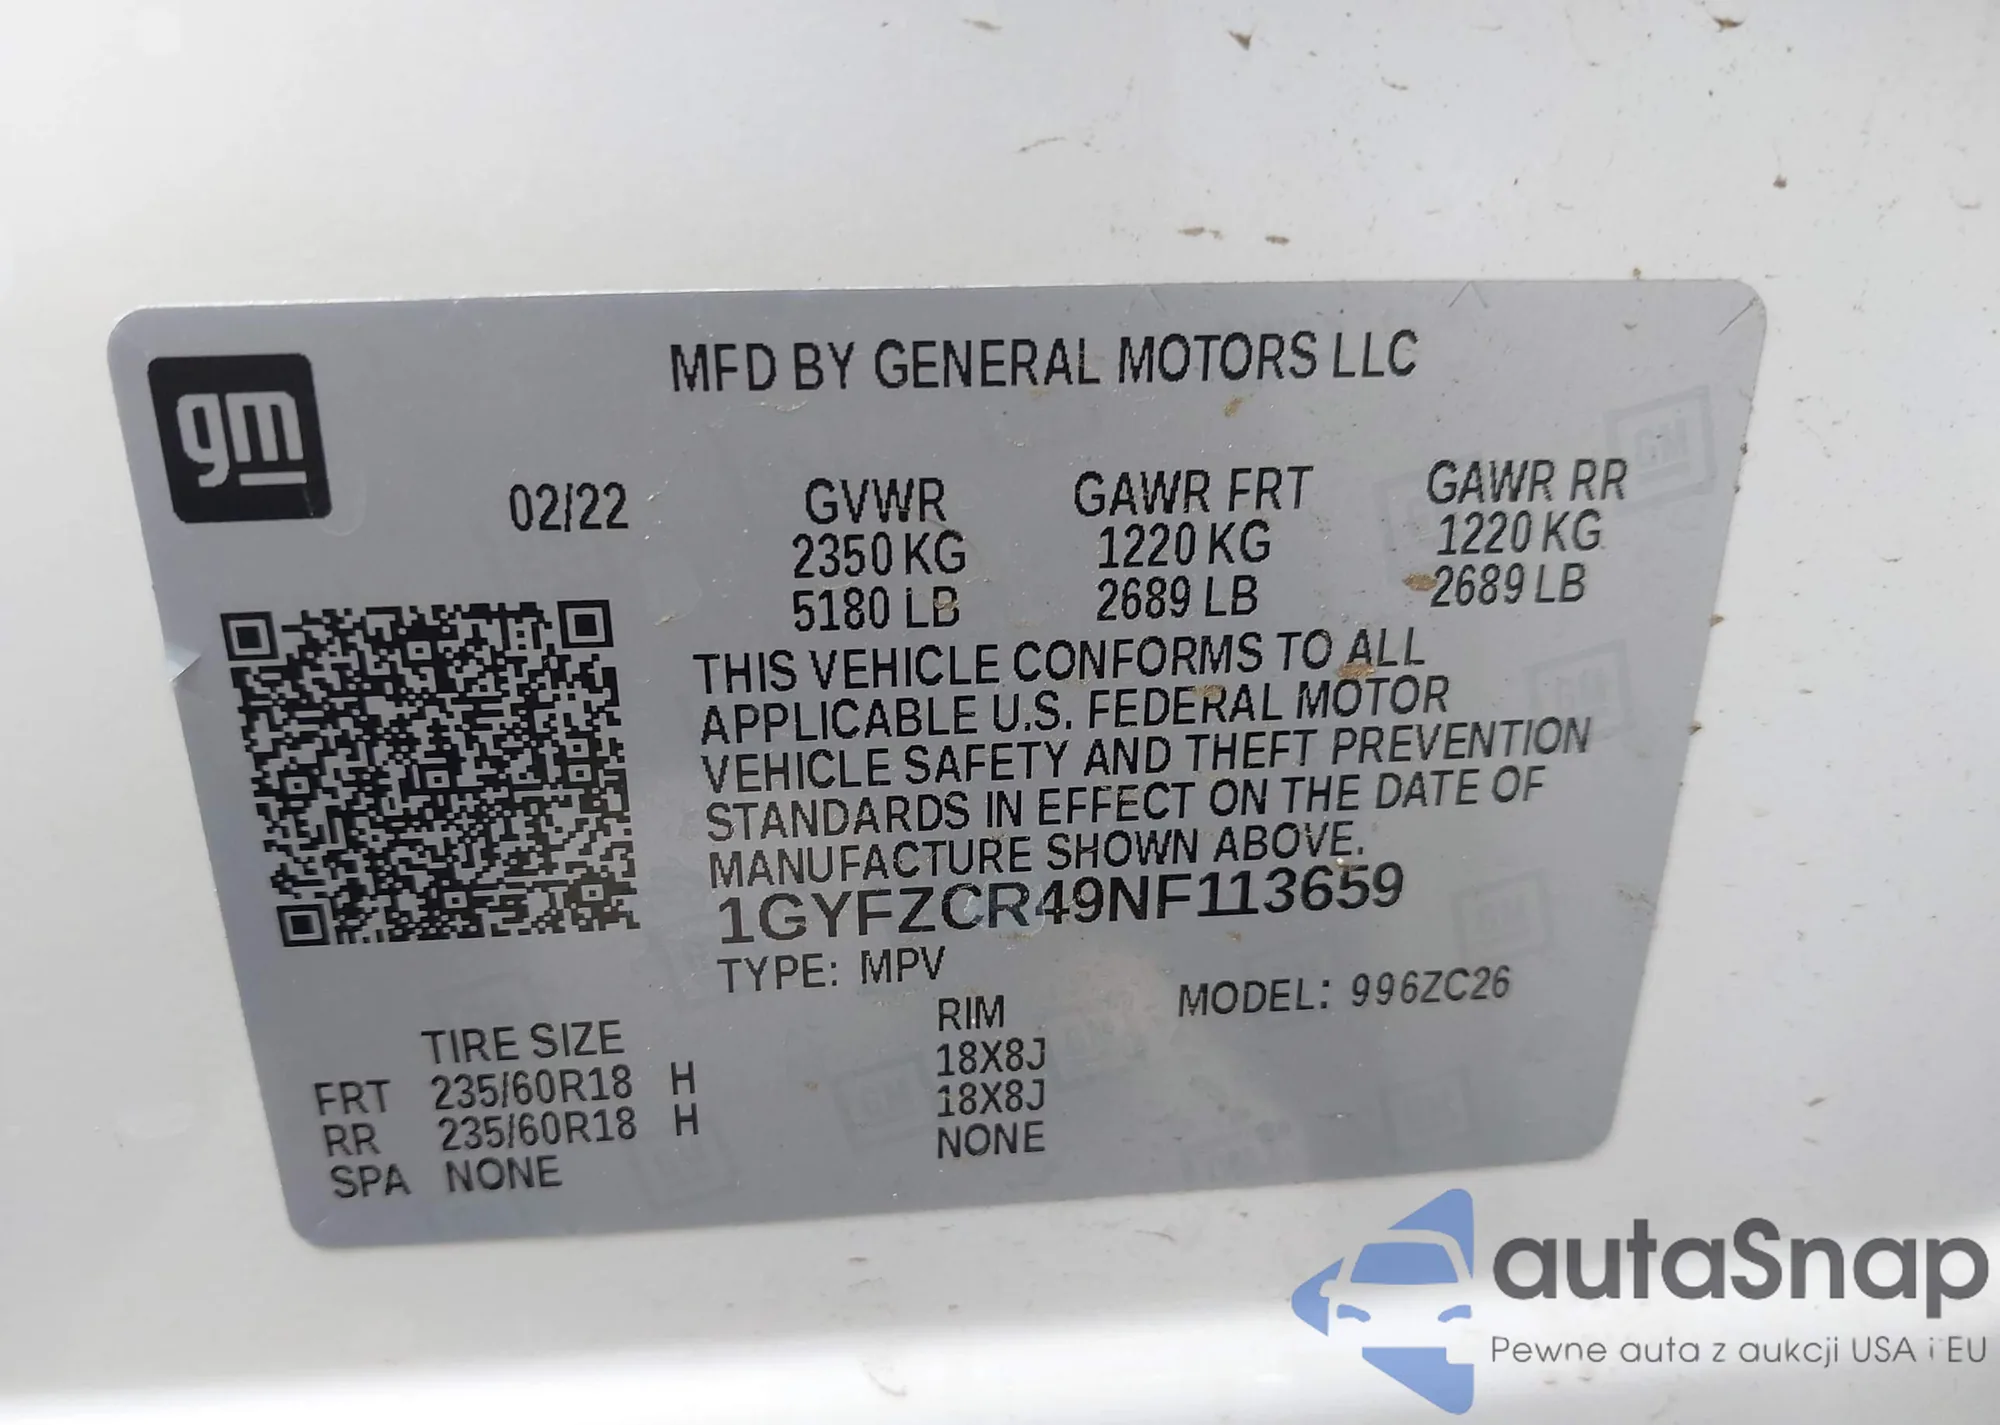 gm
MFD BY GENERAL MOTORS LLC
02/22 GVWR GAWR FRT GAWR RR
2350 KG 1220 KG 1220 KG
5180 LB 2689 LB 2689 LB
THIS VEHICLE CONFORMS TO ALL
APPLICABLE U.S. FEDERAL MOTOR
VEHICLE SAFETY AND THEFT PREVENTION
STANDARDS IN EFFECT ON THE DATE OF
MANUFACTURE SHOWN ABOVE.
1GYFZCR49NF113659
TYPE: MPV MODEL: 996ZC26
TIRE SIZE RIM
FRT 235/60R18 H 18X8J
RR 235/60R18 H 18X8J
SPA NONE NONE
autaSnap
Pewne auta z aukcji USA i EU